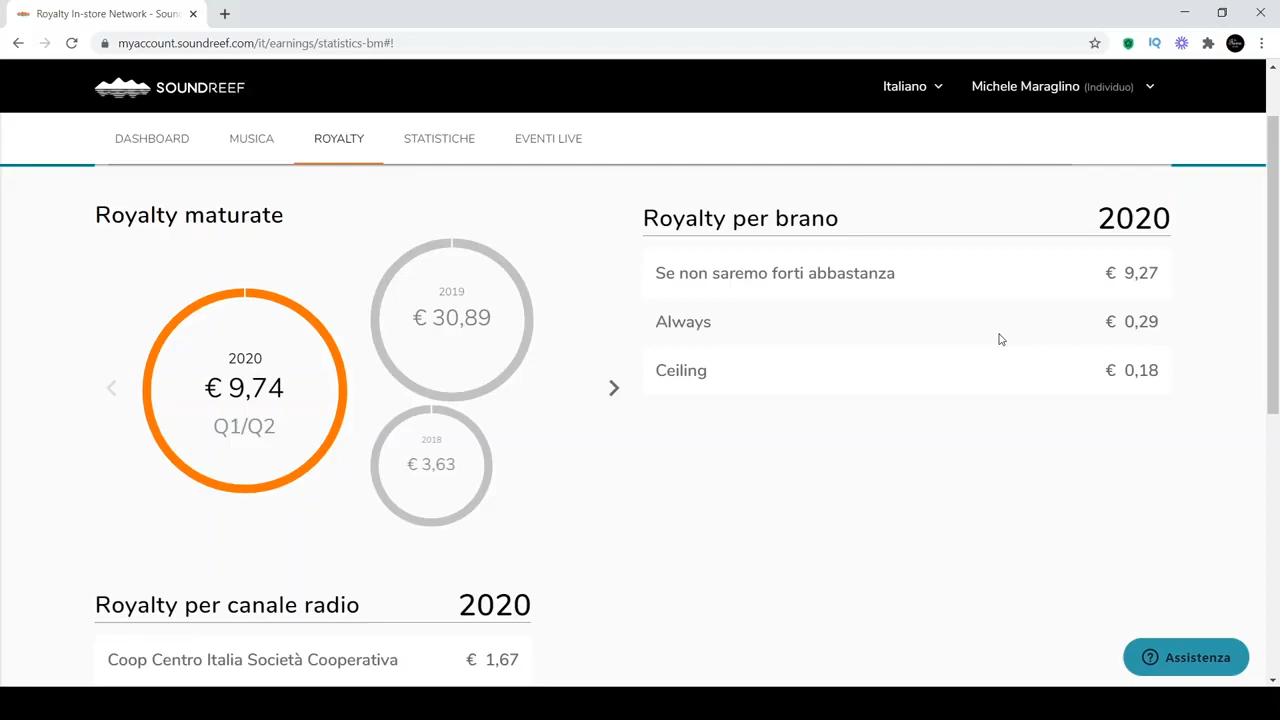 Royalty In-store Network - Soun
myaccount.soundreef.com/it/earnings/statistics-bm#!
SOUNDREEF
Italiano
Michele Maraglino (Individuo)
DASHBOARD MUSICA ROYALTY STATISTICHE EVENTI LIVE
Royalty maturate
2020
€ 9,74
Q1/Q2
2019
€ 30,89
2018
€ 3,63
Royalty per brano 2020
Se non saremo forti abbastanza € 9,27
Always € 0,29
Ceiling € 0,18
Royalty per canale radio 2020
Coop Centro Italia Società Cooperativa € 1,67
Assistenza